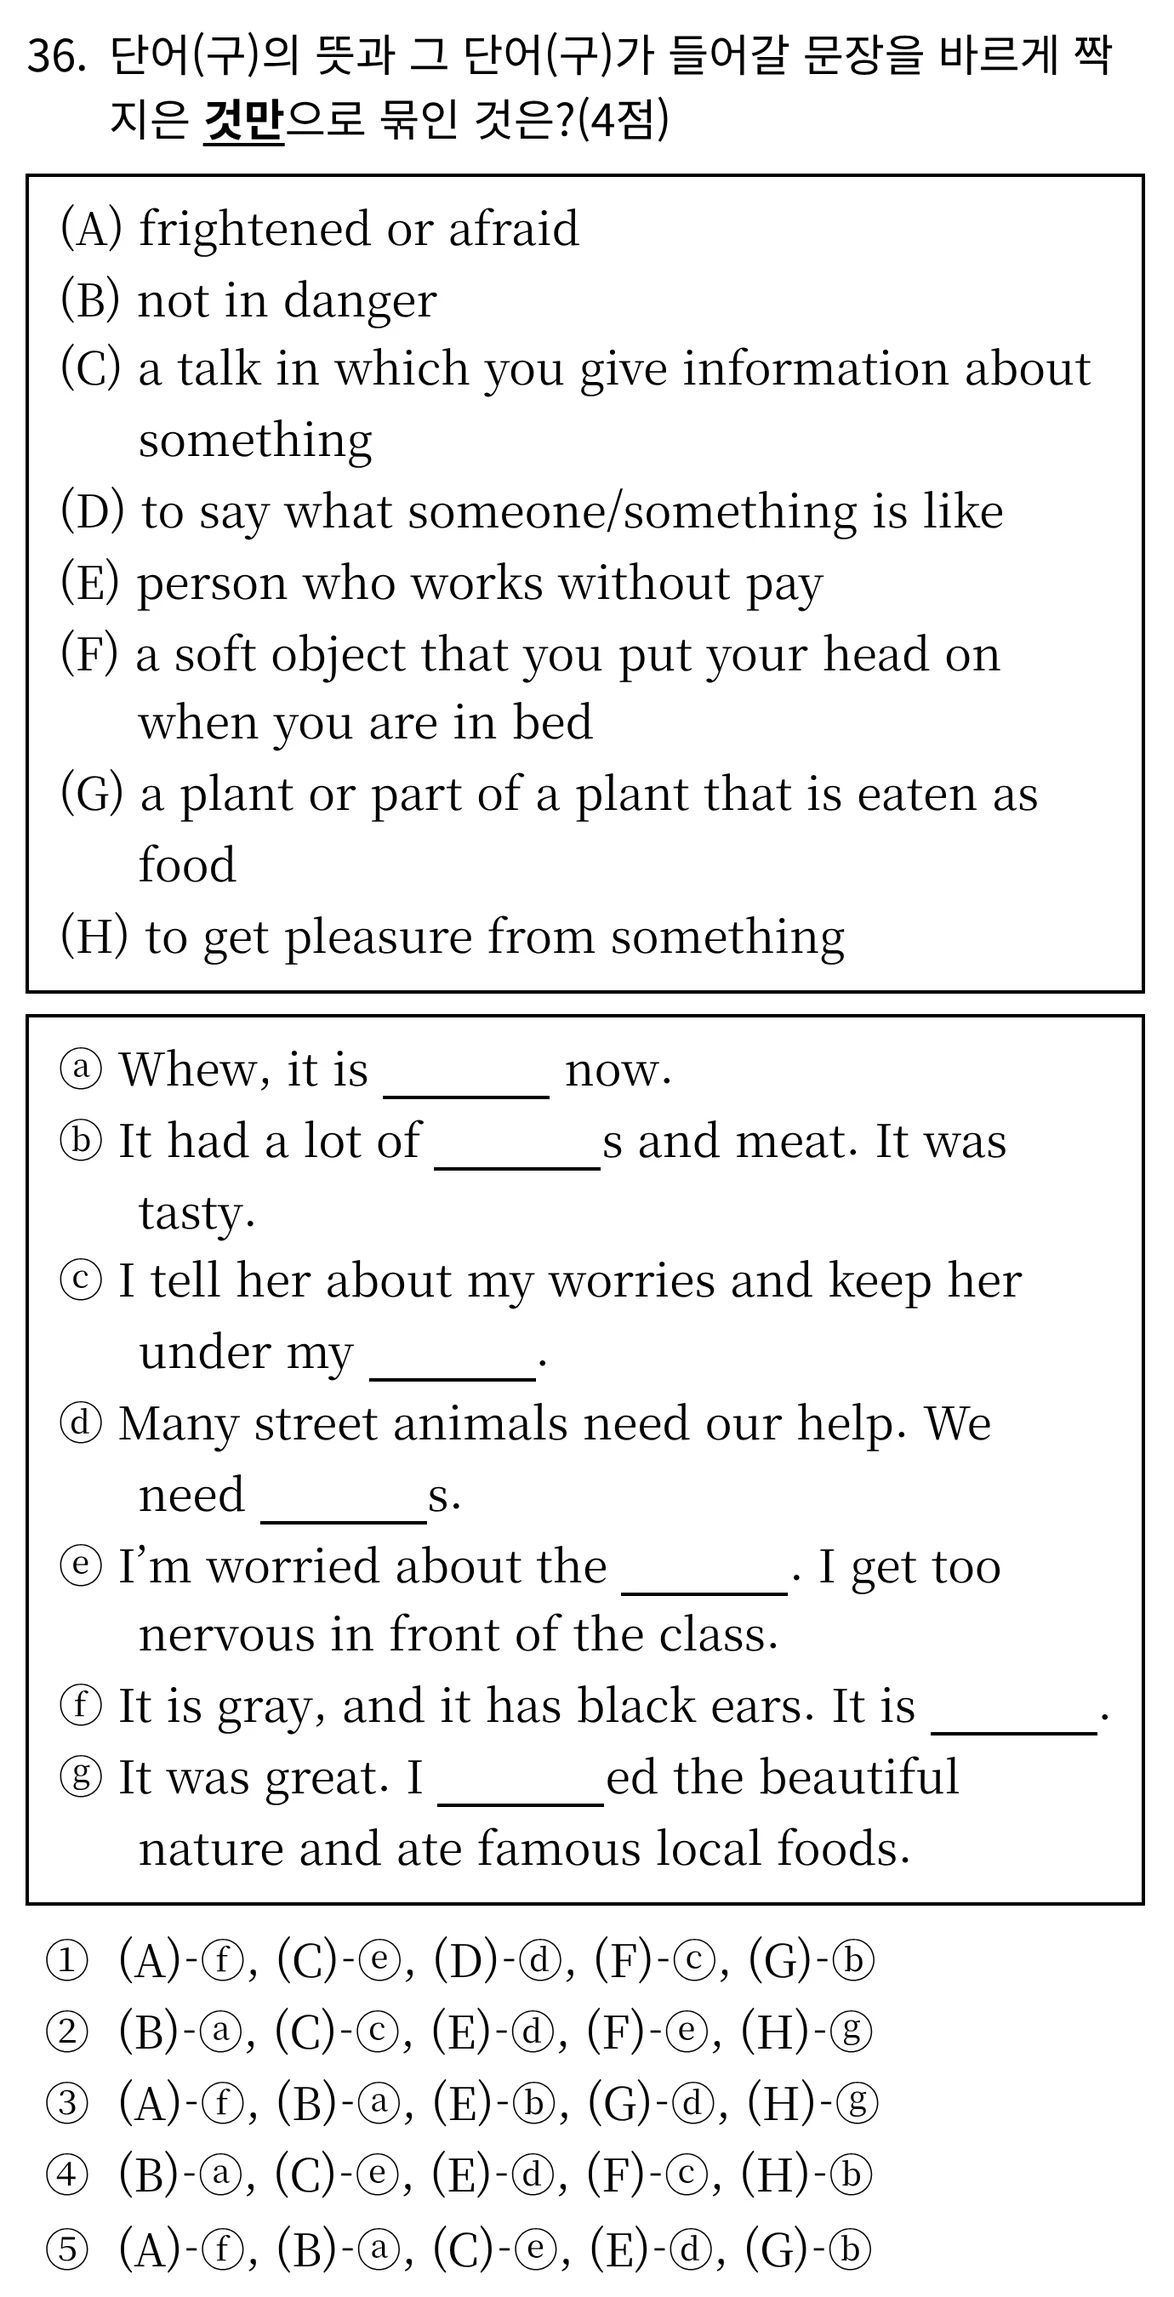 36. 단어(구)의 뜻과 그 단어(구)가 들어갈 문장을 바르게 짝
지은 것만으로 묶인 것은?(4점)
(A) frightened or afraid
(B) not in danger
(C) a talk in which you give information about
something
(D) to say what someone/something is like
(E) person who works without pay
(F) a soft object that you put your head on
when you are in bed
(G) a plant or part of a plant that is eaten as
food
(H) to get pleasure from something
ⓐ Whew, it is ______ now.
ⓑ It had a lot of ______s and meat. It was
tasty.
ⓒ I tell her about my worries and keep her
under my ______.
ⓓ Many street animals need our help. We
need ______s.
ⓔ I’m worried about the ______. I get too
nervous in front of the class.
ⓕ It is gray, and it has black ears. It is ______.
ⓖ It was great. I ______ed the beautiful
nature and ate famous local foods.
① (A)-ⓕ, (C)-ⓔ, (D)-ⓓ, (F)-ⓒ, (G)-ⓑ
② (B)-ⓐ, (C)-ⓒ, (E)-ⓓ, (F)-ⓔ, (H)-ⓖ
③ (A)-ⓕ, (B)-ⓐ, (E)-ⓑ, (G)-ⓓ, (H)-ⓖ
④ (B)-ⓐ, (C)-ⓔ, (E)-ⓓ, (F)-ⓒ, (H)-ⓑ
⑤ (A)-ⓕ, (B)-ⓐ, (C)-ⓔ, (E)-ⓓ, (G)-ⓑ